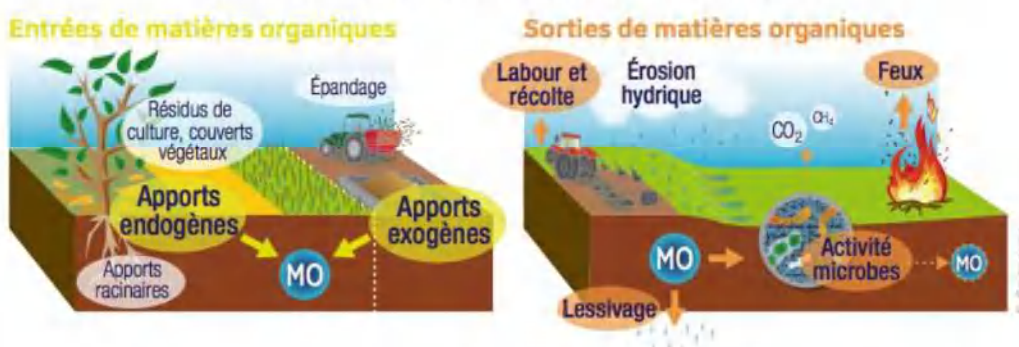 Entrées de matières organiques
Résidus de
culture, couverts
végétaux
Épandage
Apports
endogènes
Apports
exogènes
MO
Apports
racinaires
Sorties de matières organiques
Labour et
récolte
Érosion
hydrique
Feux
CO₂
CH₄
MO
Activité
microbes
MO
Lessivage